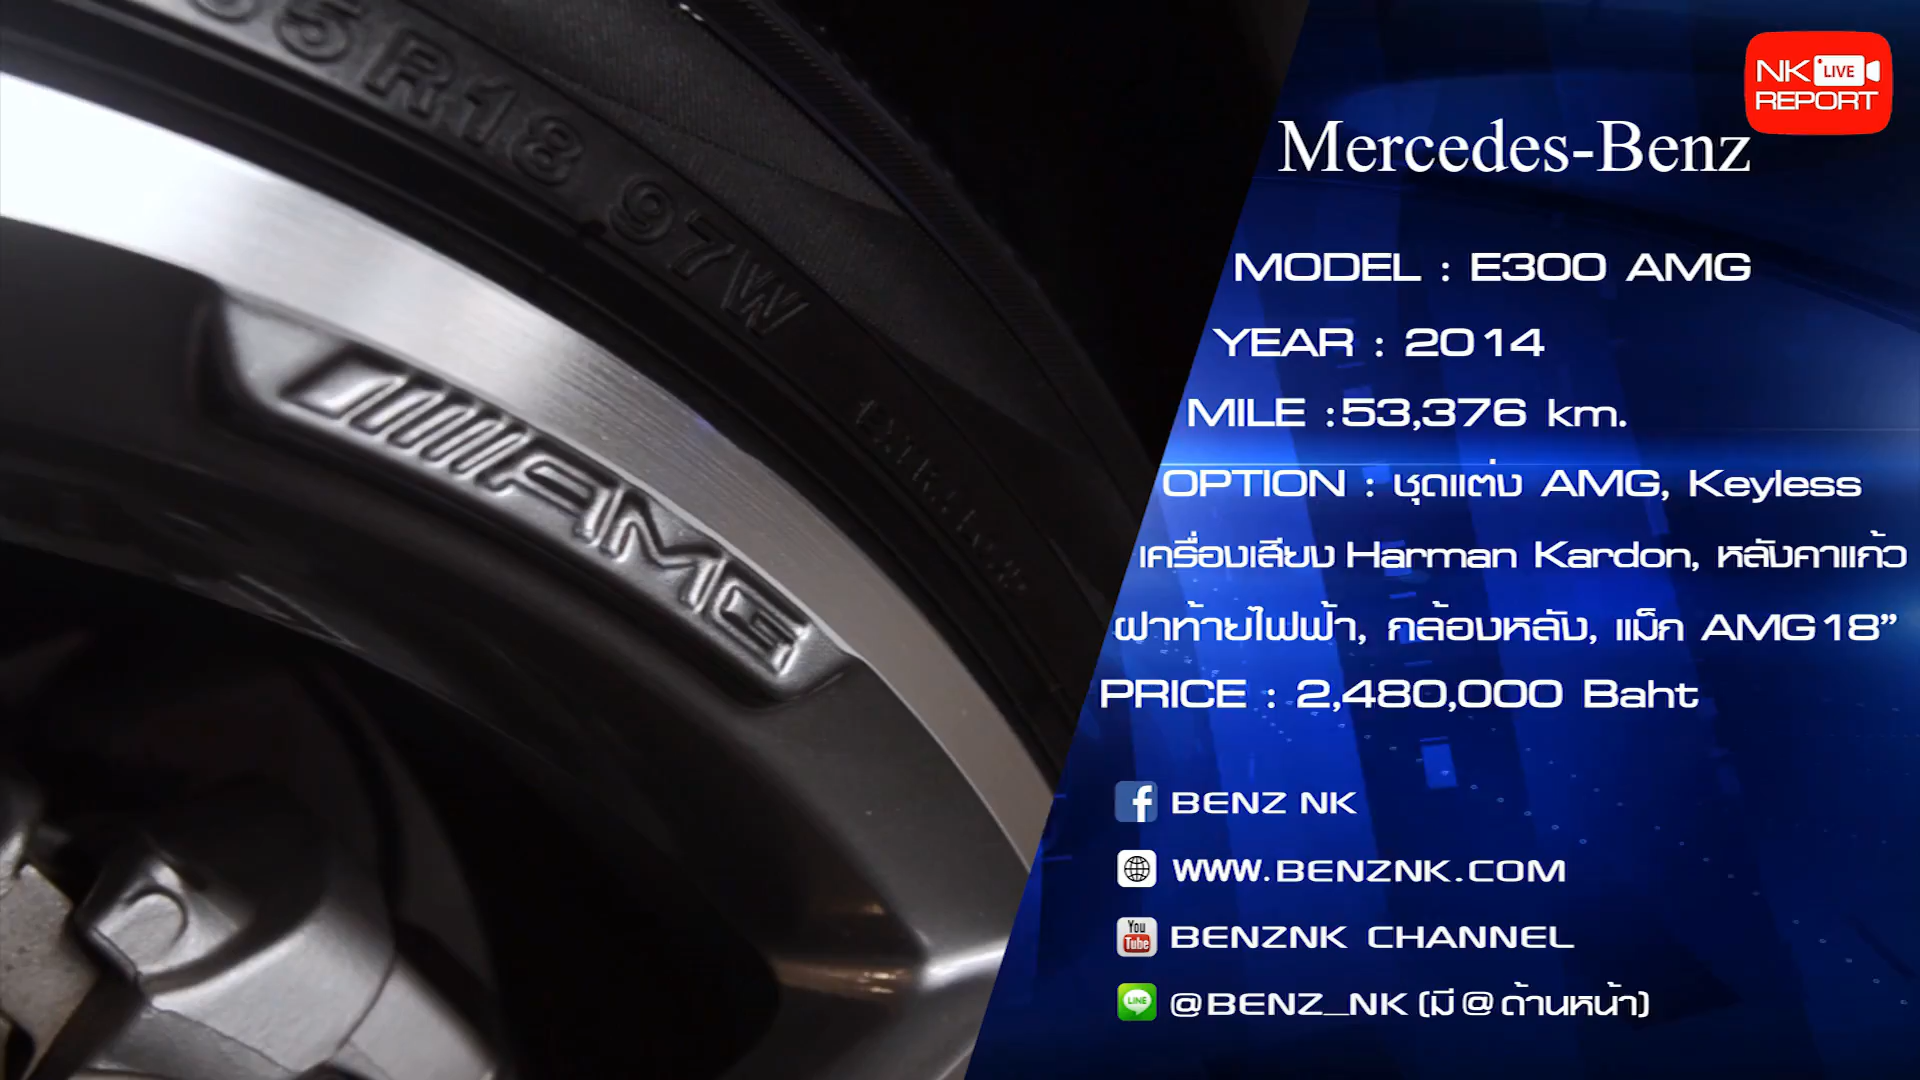 NK LIVE
REPORT
Mercedes-Benz
MODEL : E300 AMG
YEAR : 2014
MILE :53,376 km.
OPTION : ชุดแต่ง AMG, Keyless
เครื่องเสียง Harman Kardon, หลังคาแก้ว
ฝาท้ายไฟฟ้า, กล้องหลัง, แม็ก AMG18”
PRICE : 2,480,000 Baht
BENZ NK
WWW.BENZNK.COM
You Tube BENZNK CHANNEL
LINE @BENZ_NK (มี @ ด้านหน้า)
R18 97W
AMG